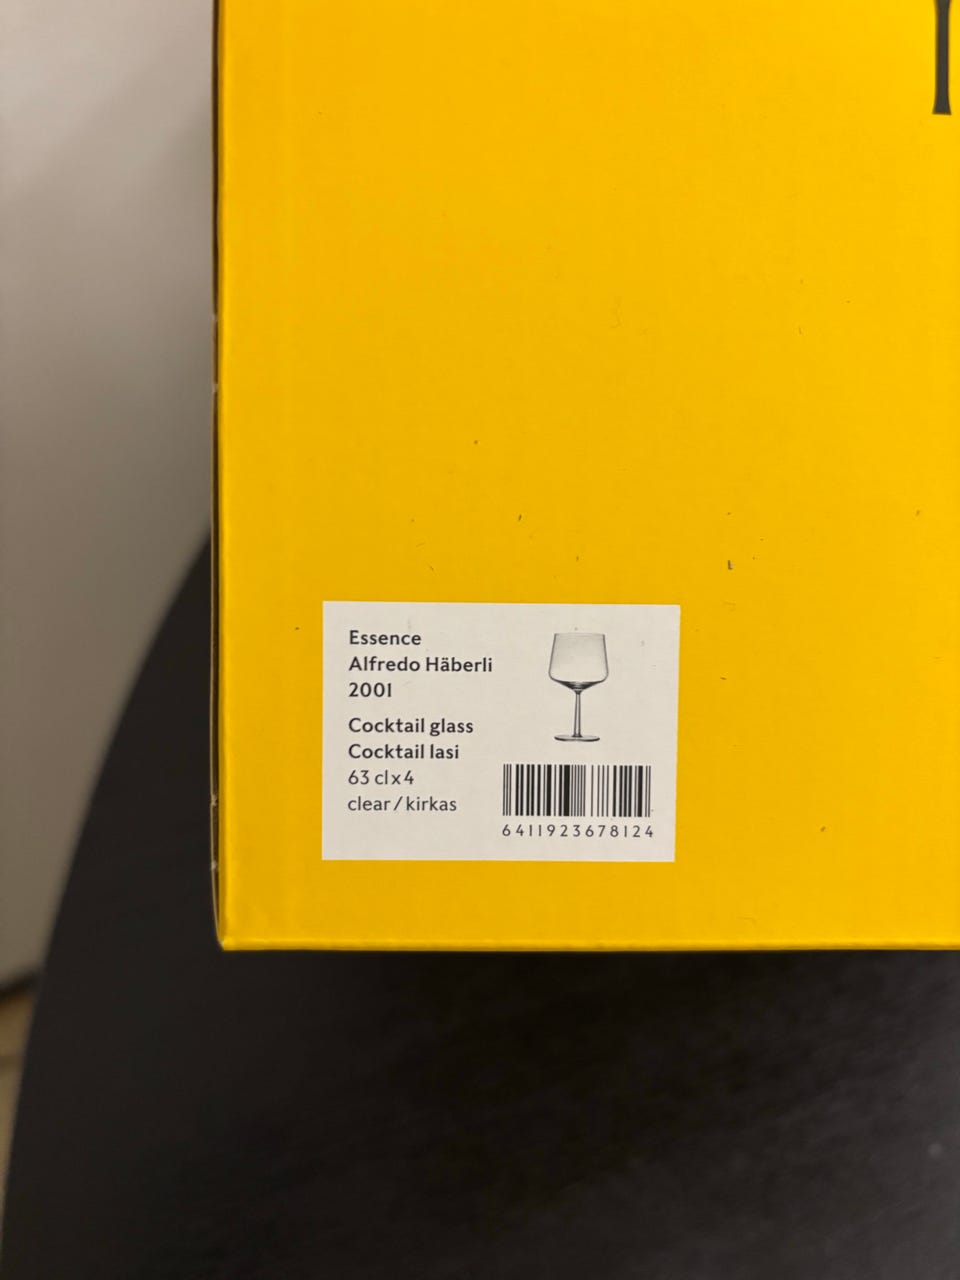 Essence
Alfredo Häberli
2001
Cocktail glass
Cocktail lasi
63 cl x 4
clear / kirkas
6411923678124